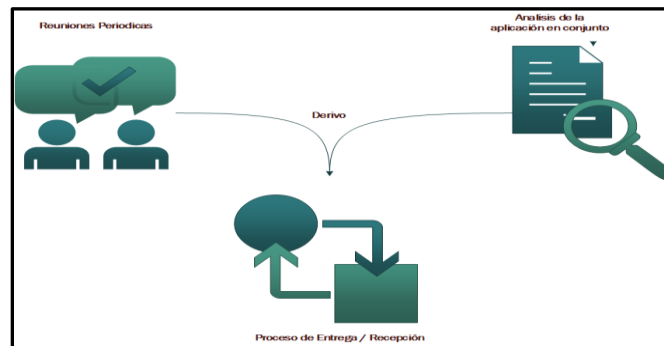 Reuniones Periodicas
Analisis de la
aplicación en conjunto
Derivo
Proceso de Entrega / Recepción